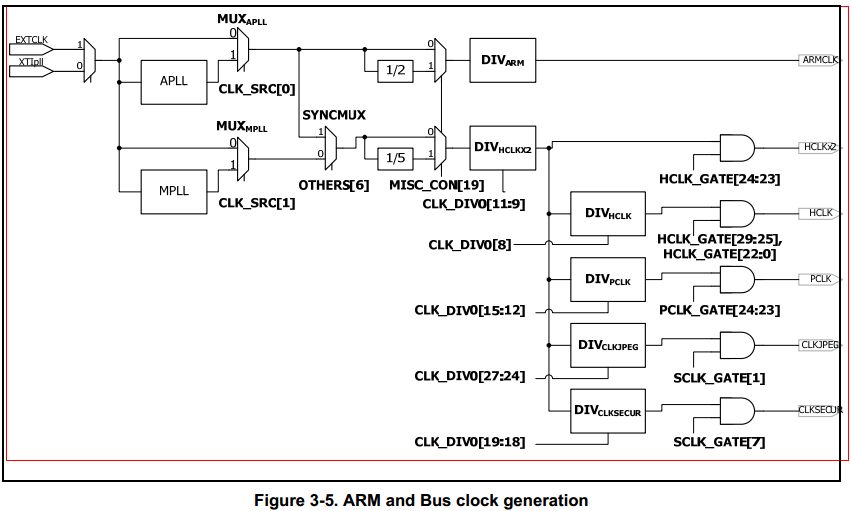 MUXAPLL
EXTCLK
1
0
XTIpll
0
1
APLL
CLK_SRC[0]
0
1
1/2
DIVARM
ARMCLK
SYNCMUX
MUXMPLL
0
1
MPLL
CLK_SRC[1]
1
0
OTHERS[6]
0
1
1/5
MISC_CON[19]
DIVHCLKX2
CLK_DIV0[11:9]
HCLKx2
HCLK_GATE[24:23]
DIVHCLK
CLK_DIV0[8]
HCLK
HCLK_GATE[29:25],
HCLK_GATE[22:0]
DIVPCLK
CLK_DIV0[15:12]
PCLK
PCLK_GATE[24:23]
DIVCLKJPEG
CLK_DIV0[27:24]
CLKJPEG
SCLK_GATE[1]
DIVCLKSECUR
CLK_DIV0[19:18]
CLKSECUR
SCLK_GATE[7]
Figure 3-5. ARM and Bus clock generation